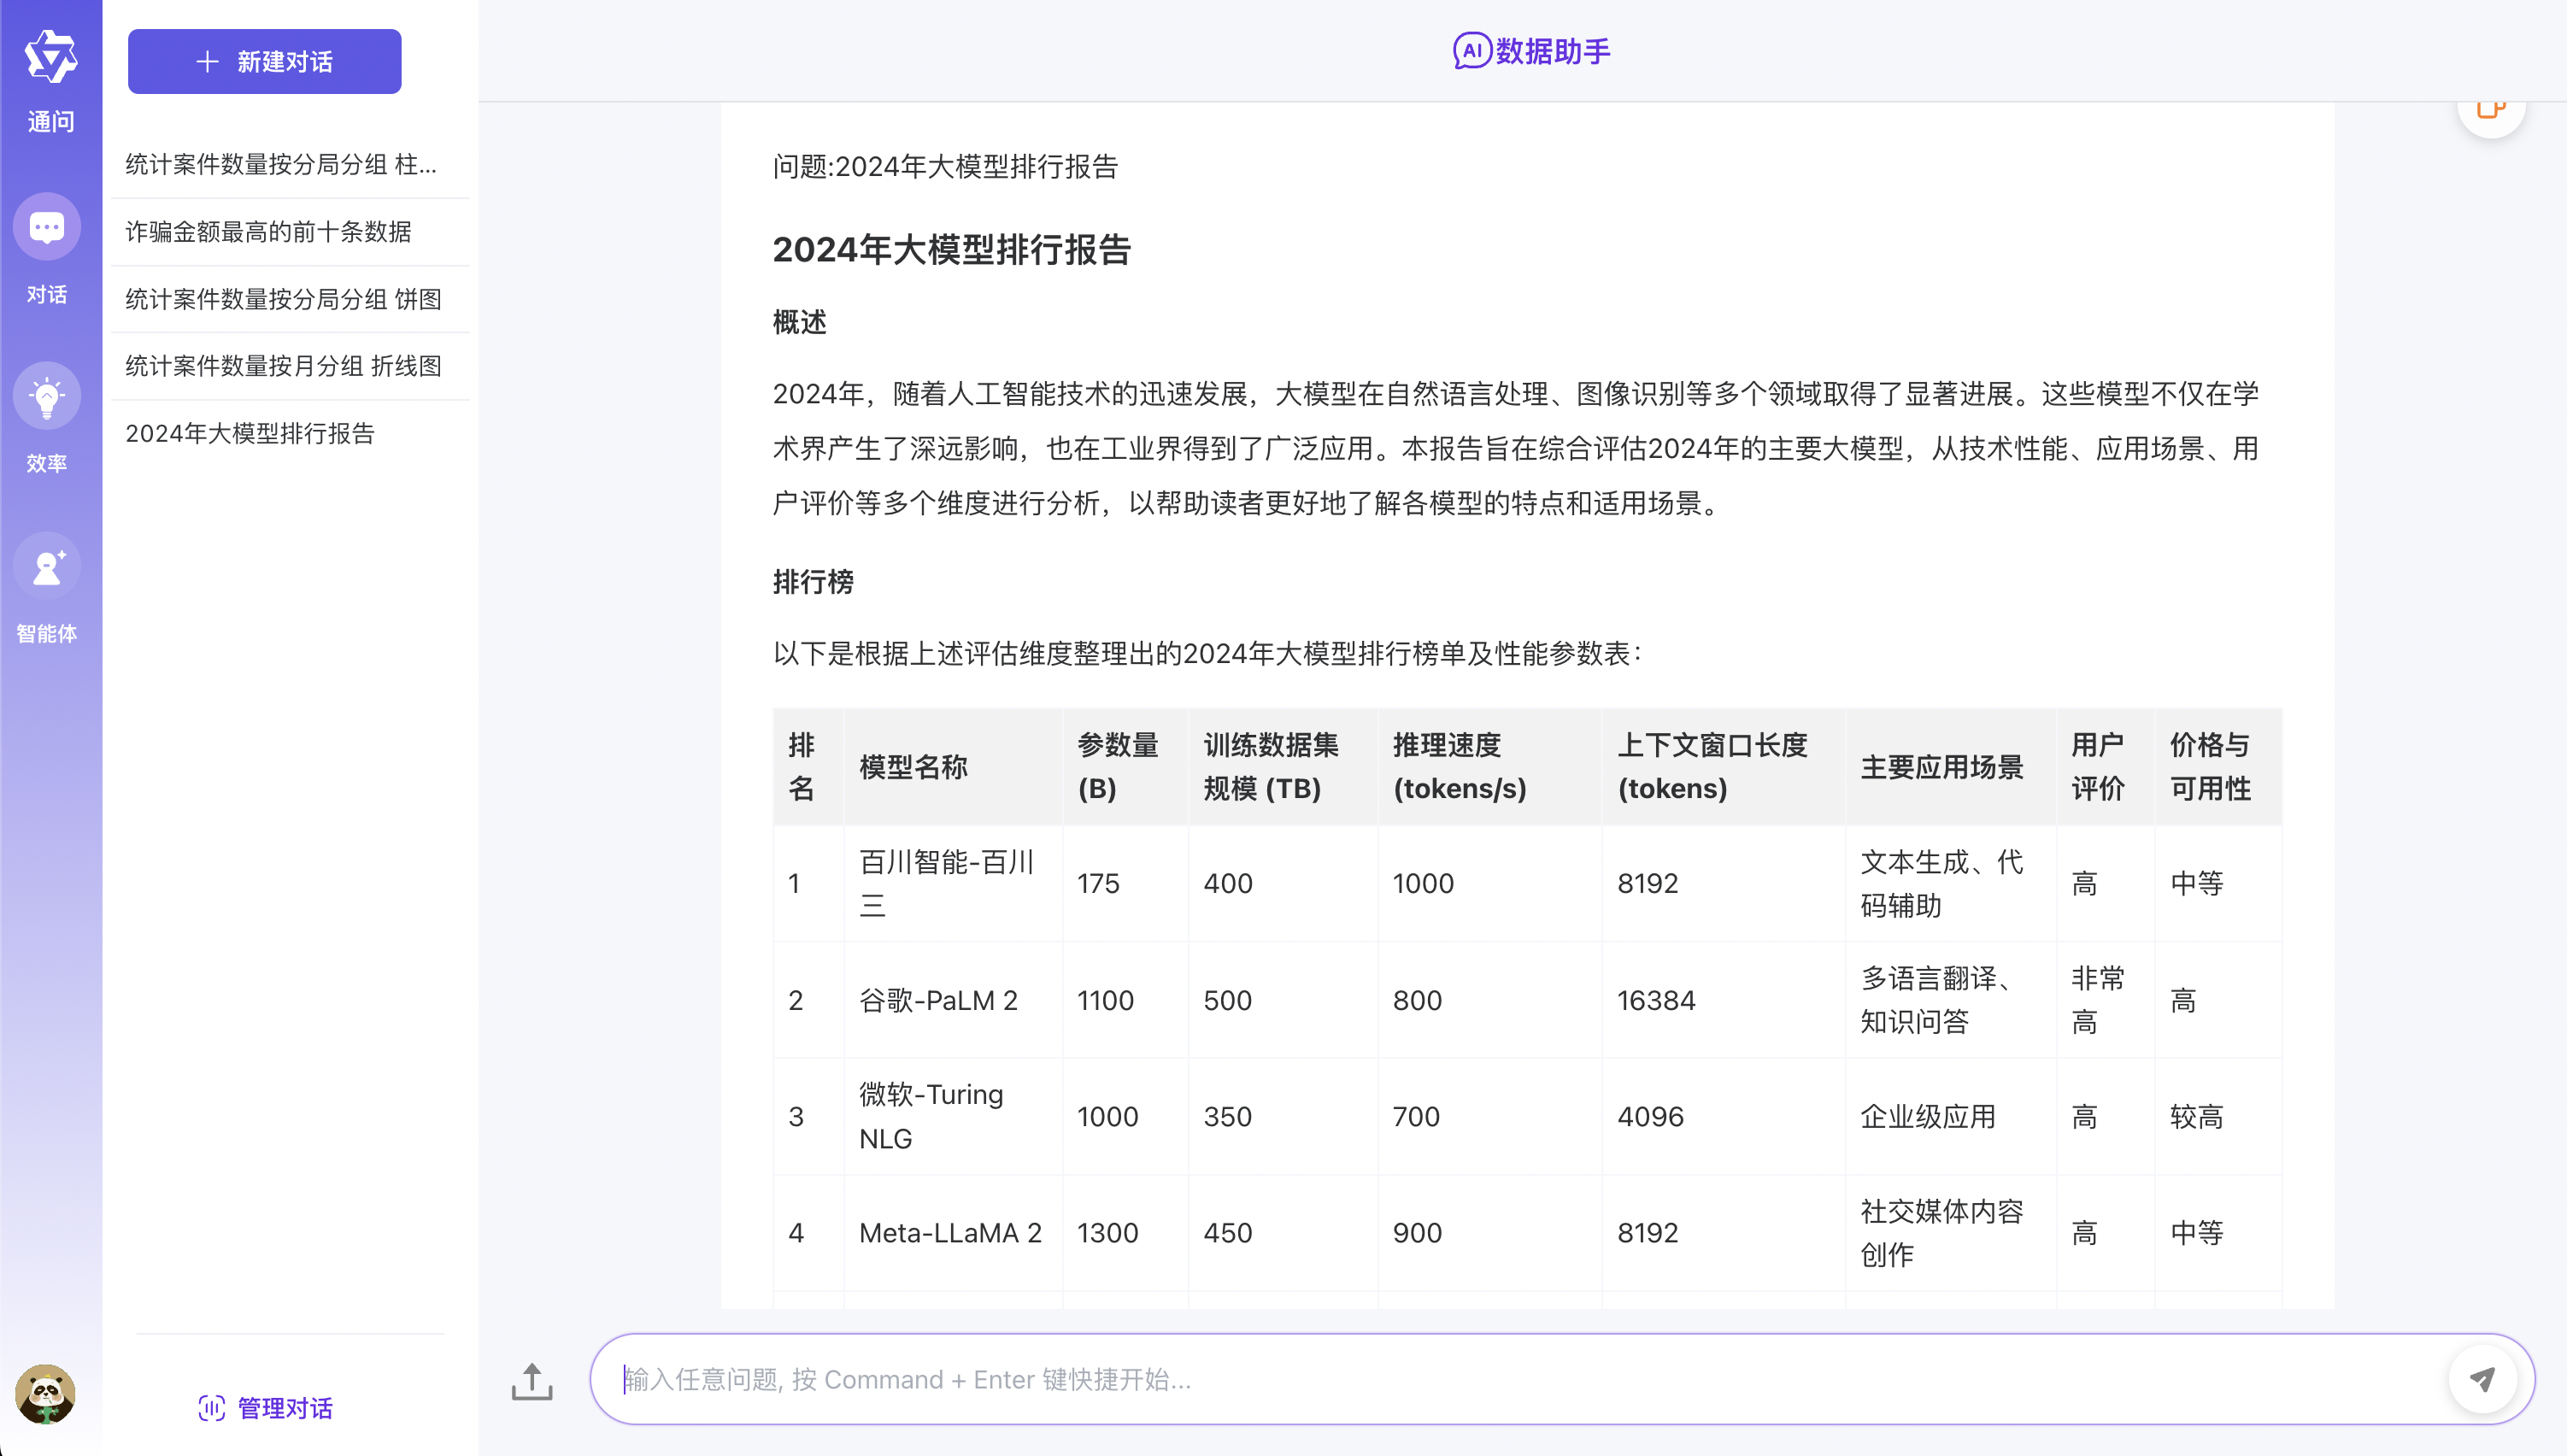 通问
对话
效率
智能体
新建对话
统计案件数量按分局分组 柱...
诈骗金额最高的前十条数据
统计案件数量按分局分组 饼图
统计案件数量按月分组 折线图
2024年大模型排行报告
管理对话
AI数据助手
问题:2024年大模型排行报告
2024年大模型排行报告
概述
2024年，随着人工智能技术的迅速发展，大模型在自然语言处理、图像识别等多个领域取得了显著进展。这些模型不仅在学
术界产生了深远影响，也在工业界得到了广泛应用。本报告旨在综合评估2024年的主要大模型，从技术性能、应用场景、用
户评价等多个维度进行分析，以帮助读者更好地了解各模型的特点和适用场景。
排行榜
以下是根据上述评估维度整理出的2024年大模型排行榜单及性能参数表：
排名 模型名称 参数量 (B) 训练数据集规模 (TB) 推理速度 (tokens/s) 上下文窗口长度 (tokens) 主要应用场景 用户评价 价格与可用性
1 百川智能-百川三 175 400 1000 8192 文本生成、代码辅助 高 中等
2 谷歌-PaLM 2 1100 500 800 16384 多语言翻译、知识问答 非常高 高
3 微软-Turing NLG 1000 350 700 4096 企业级应用 高 较高
4 Meta-LLaMA 2 1300 450 900 8192 社交媒体内容创作 高 中等
输入任意问题, 按 Command + Enter 键快捷开始...